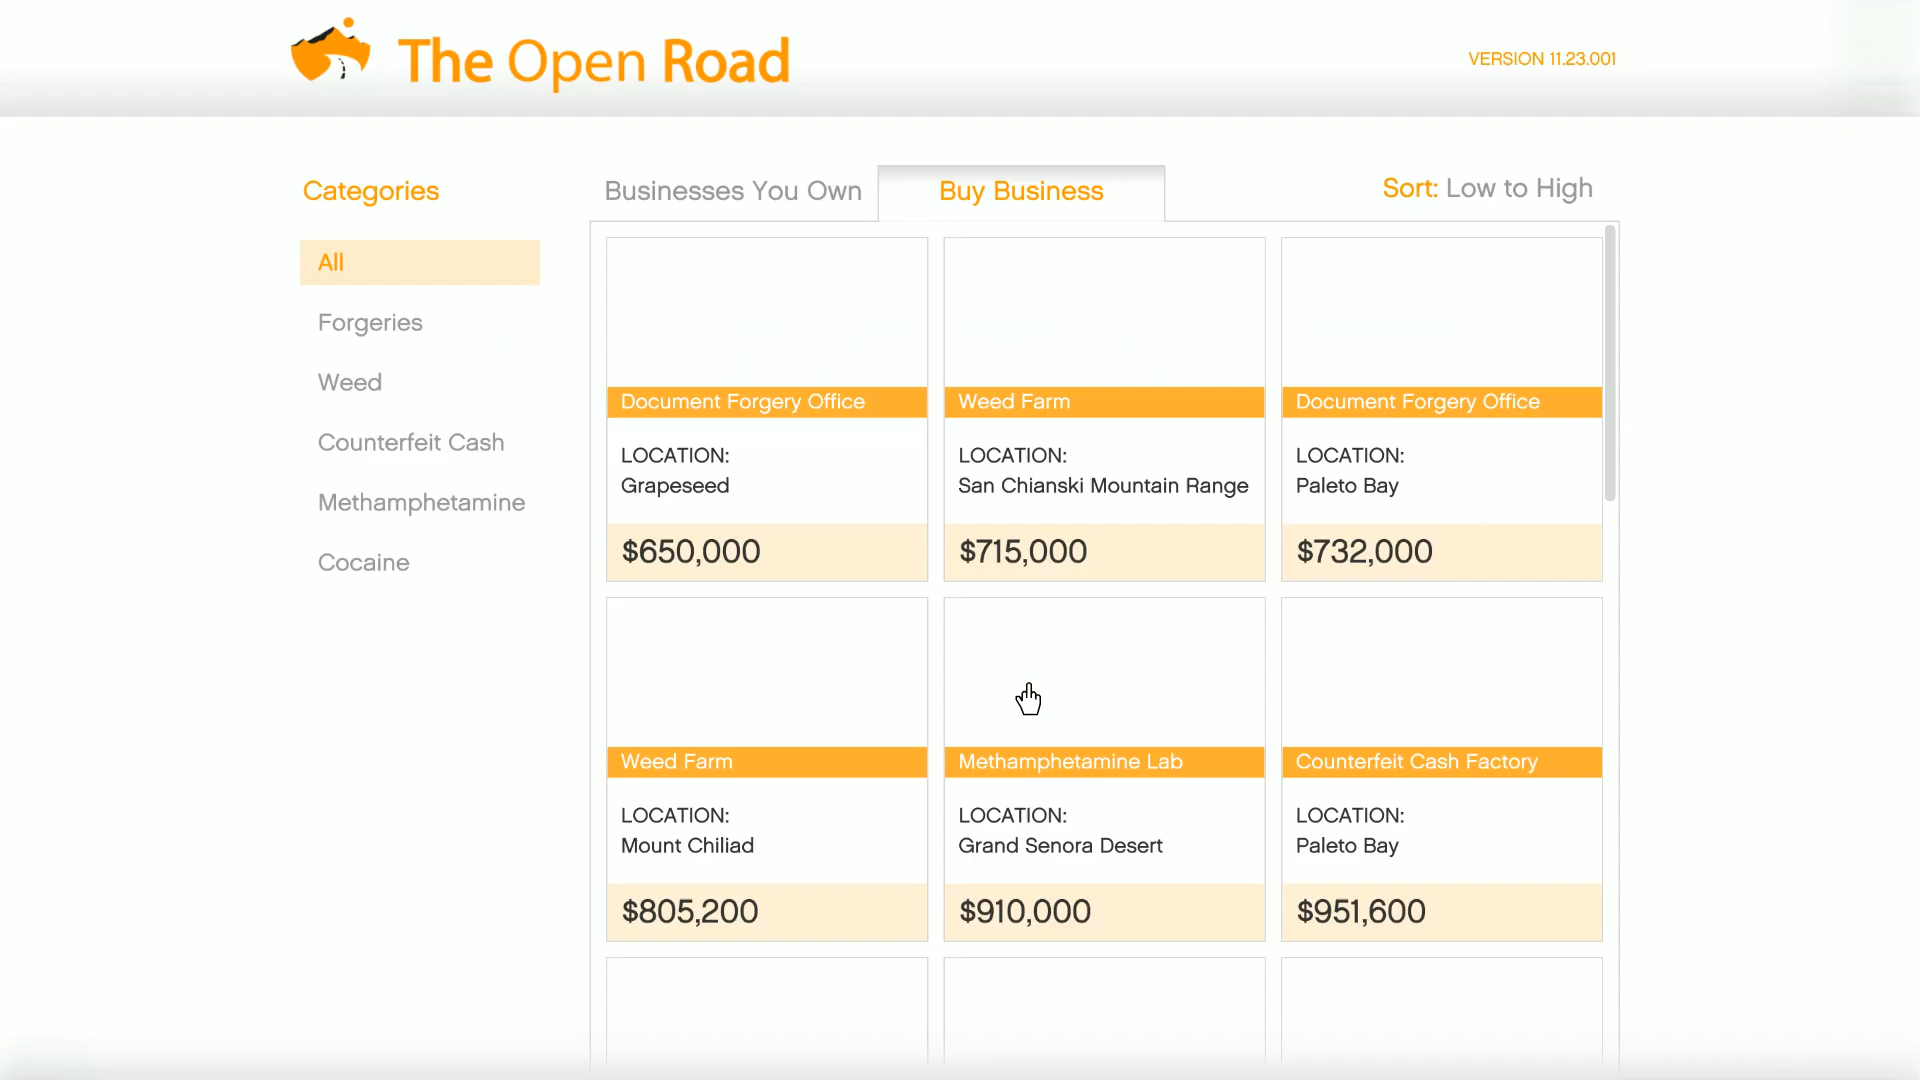 The Open Road
VERSION 11.23.001
Categories
Businesses You Own
Buy Business
Sort: Low to High
All
Forgeries
Weed
Counterfeit Cash
Methamphetamine
Cocaine
Document Forgery Office
LOCATION:
Grapeseed
$650,000
Weed Farm
LOCATION:
San Chianski Mountain Range
$715,000
Document Forgery Office
LOCATION:
Paleto Bay
$732,000
Weed Farm
LOCATION:
Mount Chiliad
$805,200
Methamphetamine Lab
LOCATION:
Grand Senora Desert
$910,000
Counterfeit Cash Factory
LOCATION:
Paleto Bay
$951,600